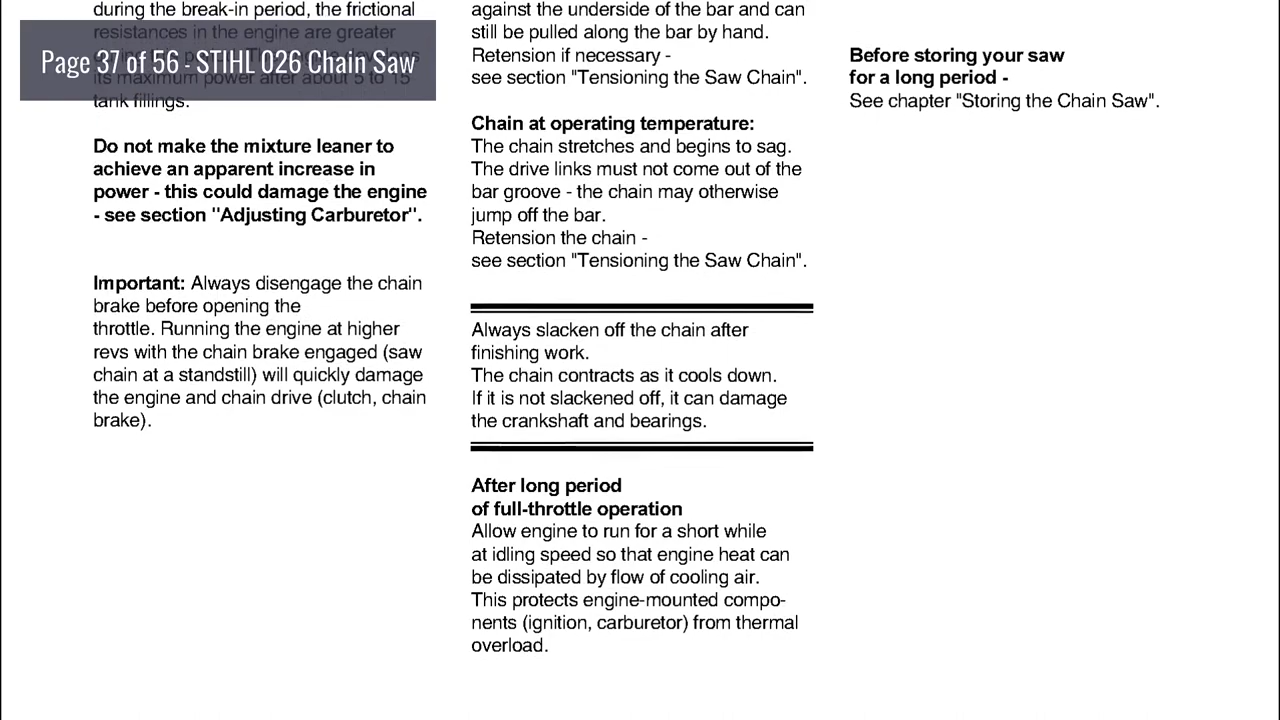 Page 37 of 56 - STIHL 026 Chain Saw
during the break-in period, the frictional
resistances in the engine are greater
its maximum power after about 5 to 15
tank fillings.
Do not make the mixture leaner to
achieve an apparent increase in
power - this could damage the engine
- see section "Adjusting Carburetor".
Important: Always disengage the chain
brake before opening the
throttle. Running the engine at higher
revs with the chain brake engaged (saw
chain at a standstill) will quickly damage
the engine and chain drive (clutch, chain
brake).
against the underside of the bar and can
still be pulled along the bar by hand.
Retension if necessary -
see section "Tensioning the Saw Chain".
Chain at operating temperature:
The chain stretches and begins to sag.
The drive links must not come out of the
bar groove - the chain may otherwise
jump off the bar.
Retension the chain -
see section "Tensioning the Saw Chain".
Always slacken off the chain after
finishing work.
The chain contracts as it cools down.
If it is not slackened off, it can damage
the crankshaft and bearings.
After long period
of full-throttle operation
Allow engine to run for a short while
at idling speed so that engine heat can
be dissipated by flow of cooling air.
This protects engine-mounted compo-
nents (ignition, carburetor) from thermal
overload.
Before storing your saw
for a long period -
See chapter "Storing the Chain Saw".